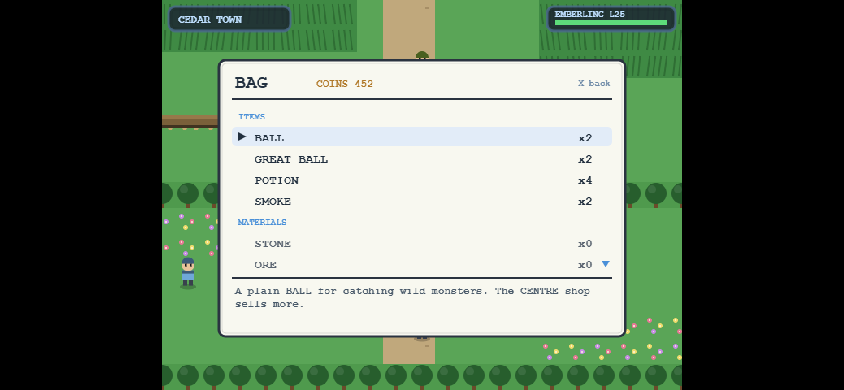 CEDAR TOWN
EMBERLING L25
BAG
COINS 452
X back
ITEMS
BALL x2
GREAT BALL x2
POTION x4
SMOKE x2
MATERIALS
STONE x0
ORE x0
A plain BALL for catching wild monsters. The CENTRE shop
sells more.